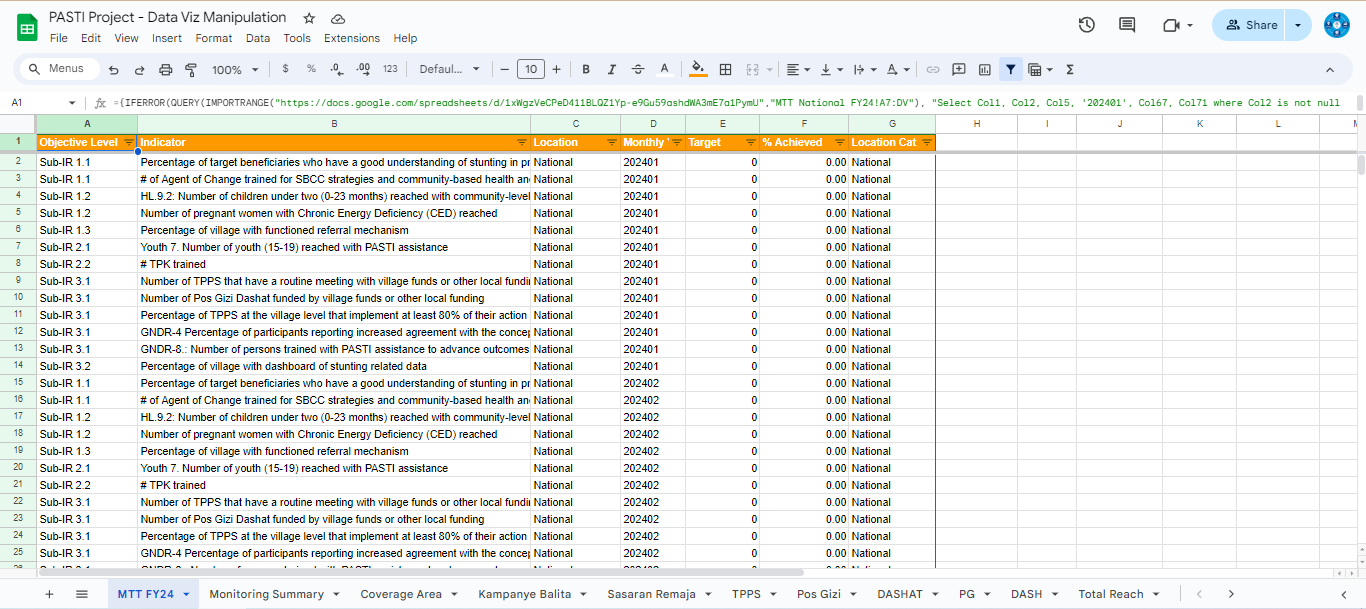 PASTI Project - Data Viz Manipulation
File Edit View Insert Format Data Tools Extensions Help
Share
Menus 100% $ % .0 .00 123 Defaul... 10 B I A Σ
A1 fx ={IFERROR(QUERY(IMPORTRANGE("https://docs.google.com/spreadsheets/d/1xWgzVeCPeD411BLQZ1Yp-e9Gu59ashdWA3mE7a1PymU","MTT National FY24!A7:DV"), "Select Col1, Col2, Col5, '202401', Col67, Col71 where Col2 is not null
A B C D E F G H I J K L
1 Objective Level Indicator Location Monthly Target % Achieved Location Cat
2 Sub-IR 1.1 Percentage of target beneficiaries who have a good understanding of stunting in pr National 202401 0 0.00 National
3 Sub-IR 1.1 # of Agent of Change trained for SBCC strategies and community-based health an National 202401 0 0.00 National
4 Sub-IR 1.2 HL.9.2: Number of children under two (0-23 months) reached with community-level National 202401 0 0.00 National
5 Sub-IR 1.2 Number of pregnant women with Chronic Energy Deficiency (CED) reached National 202401 0 0.00 National
6 Sub-IR 1.3 Percentage of village with functioned referral mechanism National 202401 0 0.00 National
7 Sub-IR 2.1 Youth 7. Number of youth (15-19) reached with PASTI assistance National 202401 0 0.00 National
8 Sub-IR 2.2 # TPK trained National 202401 0 0.00 National
9 Sub-IR 3.1 Number of TPPS that have a routine meeting with village funds or other local fundin National 202401 0 0.00 National
10 Sub-IR 3.1 Number of Pos Gizi Dashat funded by village funds or other local funding National 202401 0 0.00 National
11 Sub-IR 3.1 Percentage of TPPS at the village level that implement at least 80% of their action National 202401 0 0.00 National
12 Sub-IR 3.1 GNDR-4 Percentage of participants reporting increased agreement with the concep National 202401 0 0.00 National
13 Sub-IR 3.1 GNDR-8.: Number of persons trained with PASTI assistance to advance outcomes National 202401 0 0.00 National
14 Sub-IR 3.2 Percentage of village with dashboard of stunting related data National 202401 0 0.00 National
15 Sub-IR 1.1 Percentage of target beneficiaries who have a good understanding of stunting in pr National 202402 0 0.00 National
16 Sub-IR 1.1 # of Agent of Change trained for SBCC strategies and community-based health an National 202402 0 0.00 National
17 Sub-IR 1.2 HL.9.2: Number of children under two (0-23 months) reached with community-level National 202402 0 0.00 National
18 Sub-IR 1.2 Number of pregnant women with Chronic Energy Deficiency (CED) reached National 202402 0 0.00 National
19 Sub-IR 1.3 Percentage of village with functioned referral mechanism National 202402 0 0.00 National
20 Sub-IR 2.1 Youth 7. Number of youth (15-19) reached with PASTI assistance National 202402 0 0.00 National
21 Sub-IR 2.2 # TPK trained National 202402 0 0.00 National
22 Sub-IR 3.1 Number of TPPS that have a routine meeting with village funds or other local fundin National 202402 0 0.00 National
23 Sub-IR 3.1 Number of Pos Gizi Dashat funded by village funds or other local funding National 202402 0 0.00 National
24 Sub-IR 3.1 Percentage of TPPS at the village level that implement at least 80% of their action National 202402 0 0.00 National
25 Sub-IR 3.1 GNDR-4 Percentage of participants reporting increased agreement with the concep National 202402 0 0.00 National
MTT FY24 Monitoring Summary Coverage Area Kampanye Balita Sasaran Remaja TPPS Pos Gizi DASHAT PG DASH Total Reach